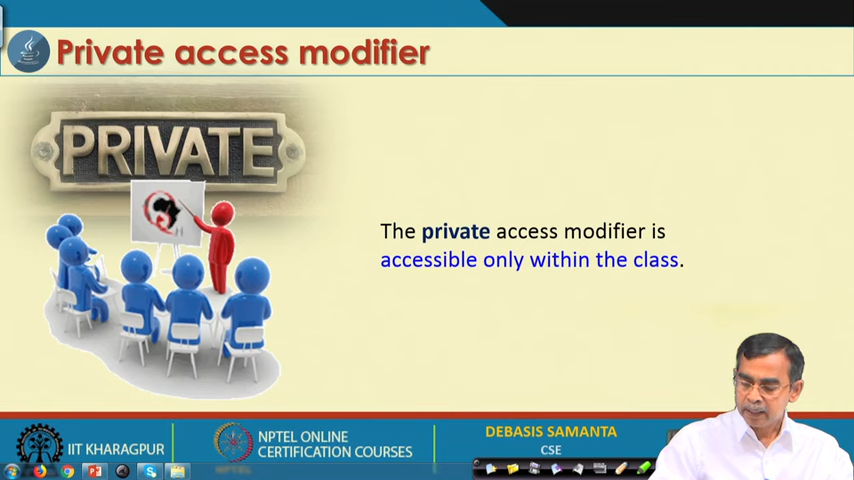 Private access modifier
PRIVATE
The private access modifier is
accessible only within the class.
IIT KHARAGPUR
NPTEL ONLINE
CERTIFICATION COURSES
NPTEL
DEBASIS SAMANTA
CSE